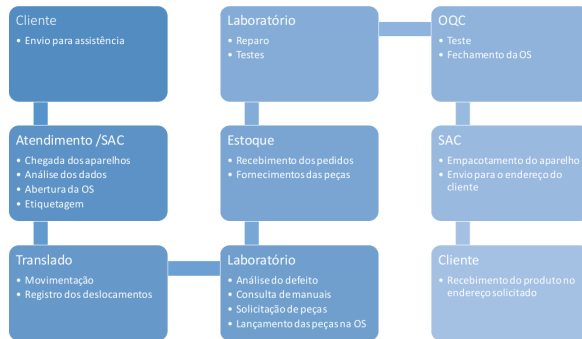 Cliente
• Envio para assistência
Atendimento /SAC
• Chegada dos aparelhos
• Análise dos dados
• Abertura da OS
• Etiquetagem
Translado
• Movimentação
• Registro dos deslocamentos
Laboratório
• Análise do defeito
• Consulta de manuais
• Solicitação de peças
• Lançamento das peças na OS
Estoque
• Recebimento dos pedidos
• Fornecimentos das peças
Laboratório
• Reparo
• Testes
OQC
• Teste
• Fechamento da OS
SAC
• Empacotamento do aparelho
• Envio para o endereço do
cliente
Cliente
• Recebimento do produto no
endereço solicitado